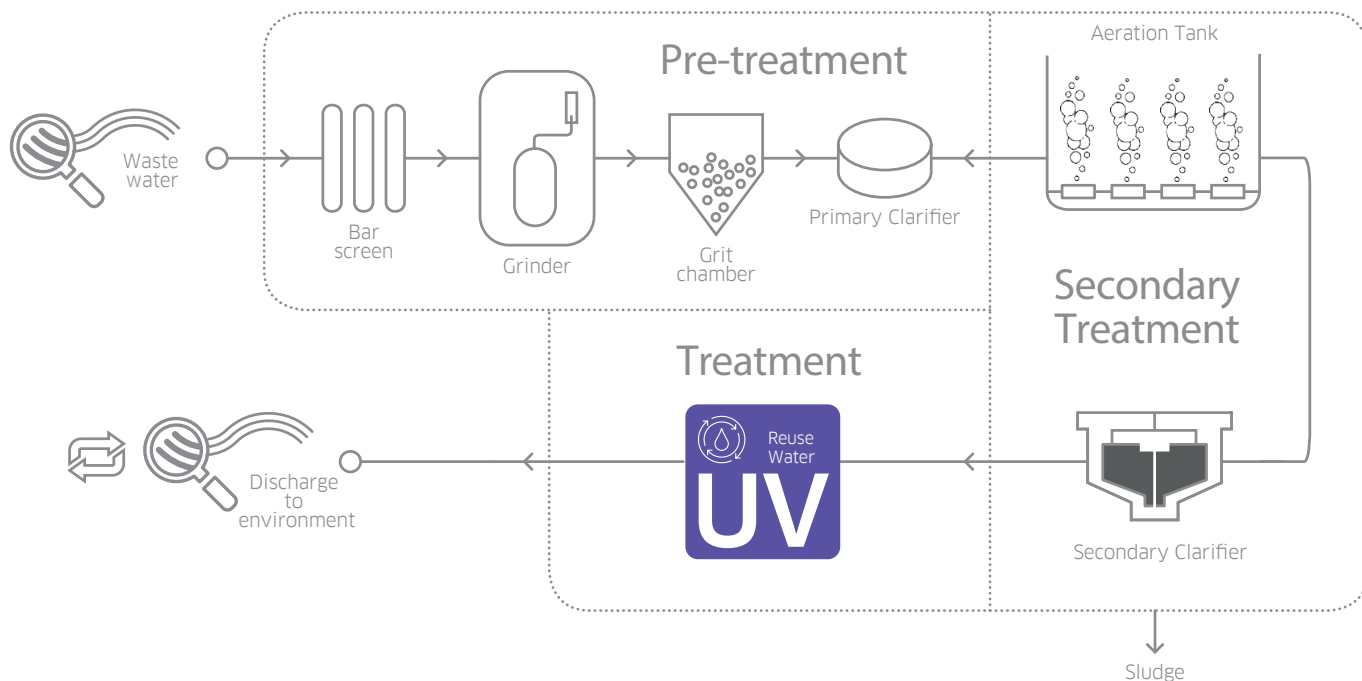 Pre-treatment
Aeration Tank
Waste
water
Bar
screen
Grinder
Grit
chamber
Primary Clarifier
Secondary
Treatment
Treatment
Reuse
Water
UV
Discharge
to
environment
Secondary Clarifier
Sludge